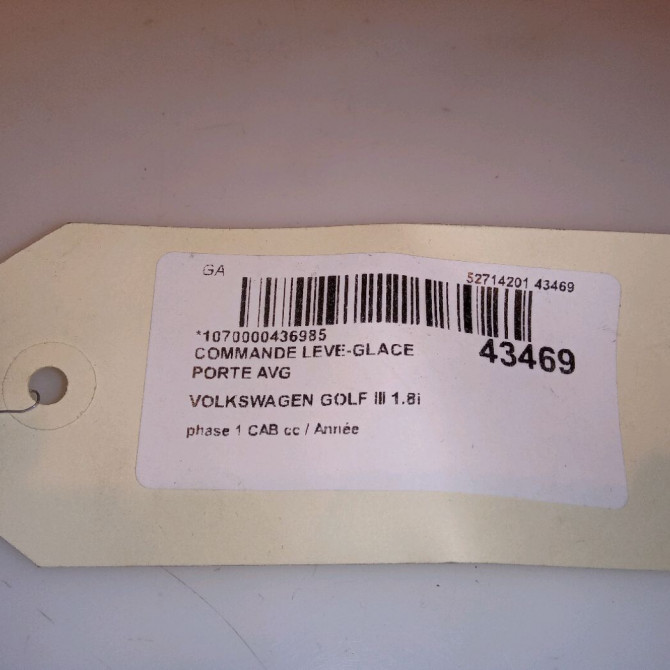 GA
52714201 43469
*1070000436985
43469
COMMANDE LEVE-GLACE
PORTE AVG
VOLKSWAGEN GOLF III 1.8i
phase 1 CAB cc / Année